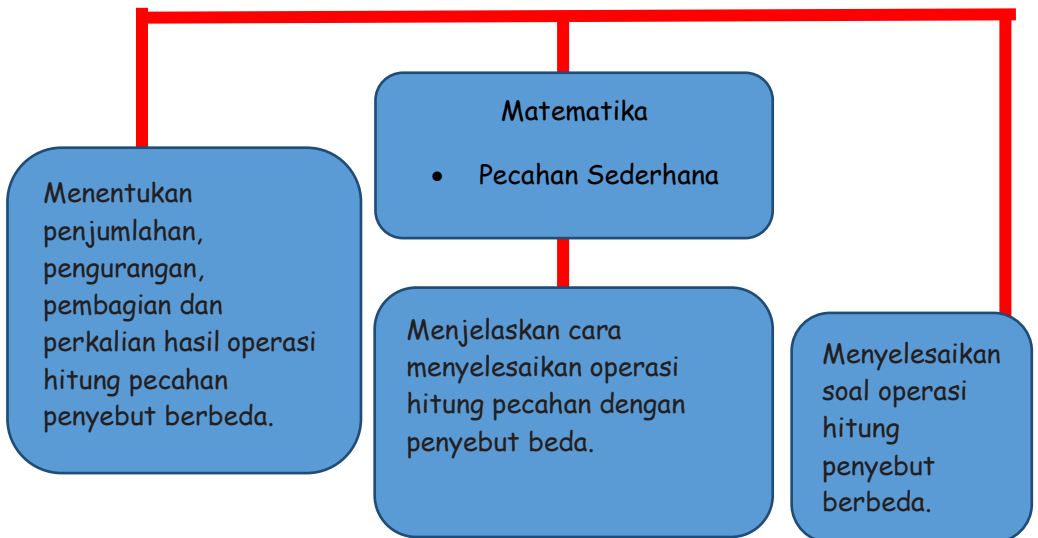 Matematika
• Pecahan Sederhana
Menentukan
penjumlahan,
pengurangan,
pembagian dan
perkalian hasil operasi
hitung pecahan
penyebut berbeda.
Menjelaskan cara
menyelesaikan operasi
hitung pecahan dengan
penyebut beda.
Menyelesaikan
soal operasi
hitung
penyebut
berbeda.